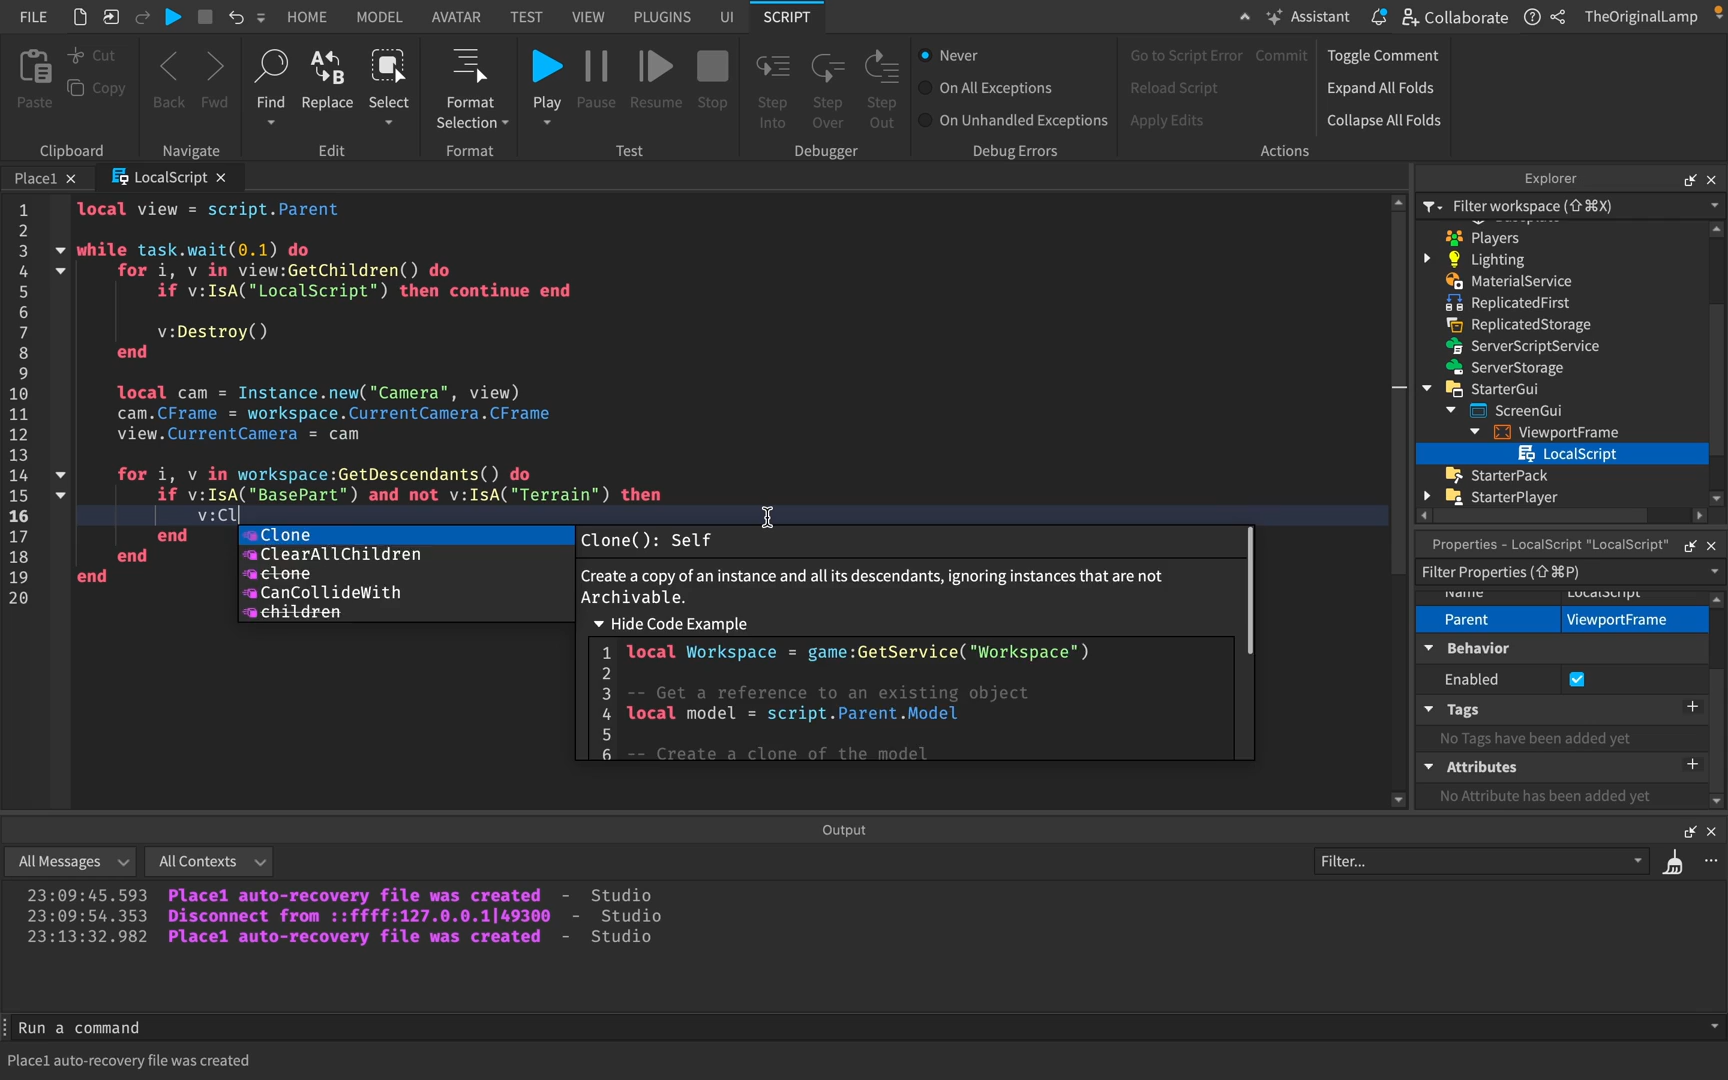 FILE HOME MODEL AVATAR TEST VIEW PLUGINS UI SCRIPT Assistant Collaborate TheOriginalLamp
Paste Cut Copy Back Fwd Find Replace Select Format Selection Play Pause Resume Stop Step Into Step Over Step Out
Never
On All Exceptions
On Unhandled Exceptions
Go to Script Error Commit
Reload Script
Apply Edits
Toggle Comment
Expand All Folds
Collapse All Folds
Clipboard Navigate Edit Format Test Debugger Debug Errors Actions
Place1 LocalScript
1 local view = script.Parent
2
3 while task.wait(0.1) do
4 for i, v in view:GetChildren() do
5 if v:IsA("LocalScript") then continue end
6
7 v:Destroy()
8 end
9
10 local cam = Instance.new("Camera", view)
11 cam.CFrame = workspace.CurrentCamera.CFrame
12 view.CurrentCamera = cam
13
14 for i, v in workspace:GetDescendants() do
15 if v:IsA("BasePart") and not v:IsA("Terrain") then
16 v:Cl
17 end
18 end
19 end
20
Clone
ClearAllChildren
clone
CanCollideWith
children
Clone(): Self
Create a copy of an instance and all its descendants, ignoring instances that are not
Archivable.
Hide Code Example
1 local Workspace = game:GetService("Workspace")
2
3 -- Get a reference to an existing object
4 local model = script.Parent.Model
5
6 -- Create a clone of the model
Explorer
Filter workspace (⇧⌘X)
Players
Lighting
MaterialService
ReplicatedFirst
ReplicatedStorage
ServerScriptService
ServerStorage
StarterGui
ScreenGui
ViewportFrame
LocalScript
StarterPack
StarterPlayer
Properties - LocalScript "LocalScript"
Filter Properties (⇧⌘P)
Name LocalScript
Parent ViewportFrame
Behavior
Enabled
Tags +
No Tags have been added yet
Attributes +
No Attribute has been added yet
Output
All Messages All Contexts Filter...
23:09:45.593 Place1 auto-recovery file was created - Studio
23:09:54.353 Disconnect from ::ffff:127.0.0.1|49300 - Studio
23:13:32.982 Place1 auto-recovery file was created - Studio
Run a command
Place1 auto-recovery file was created